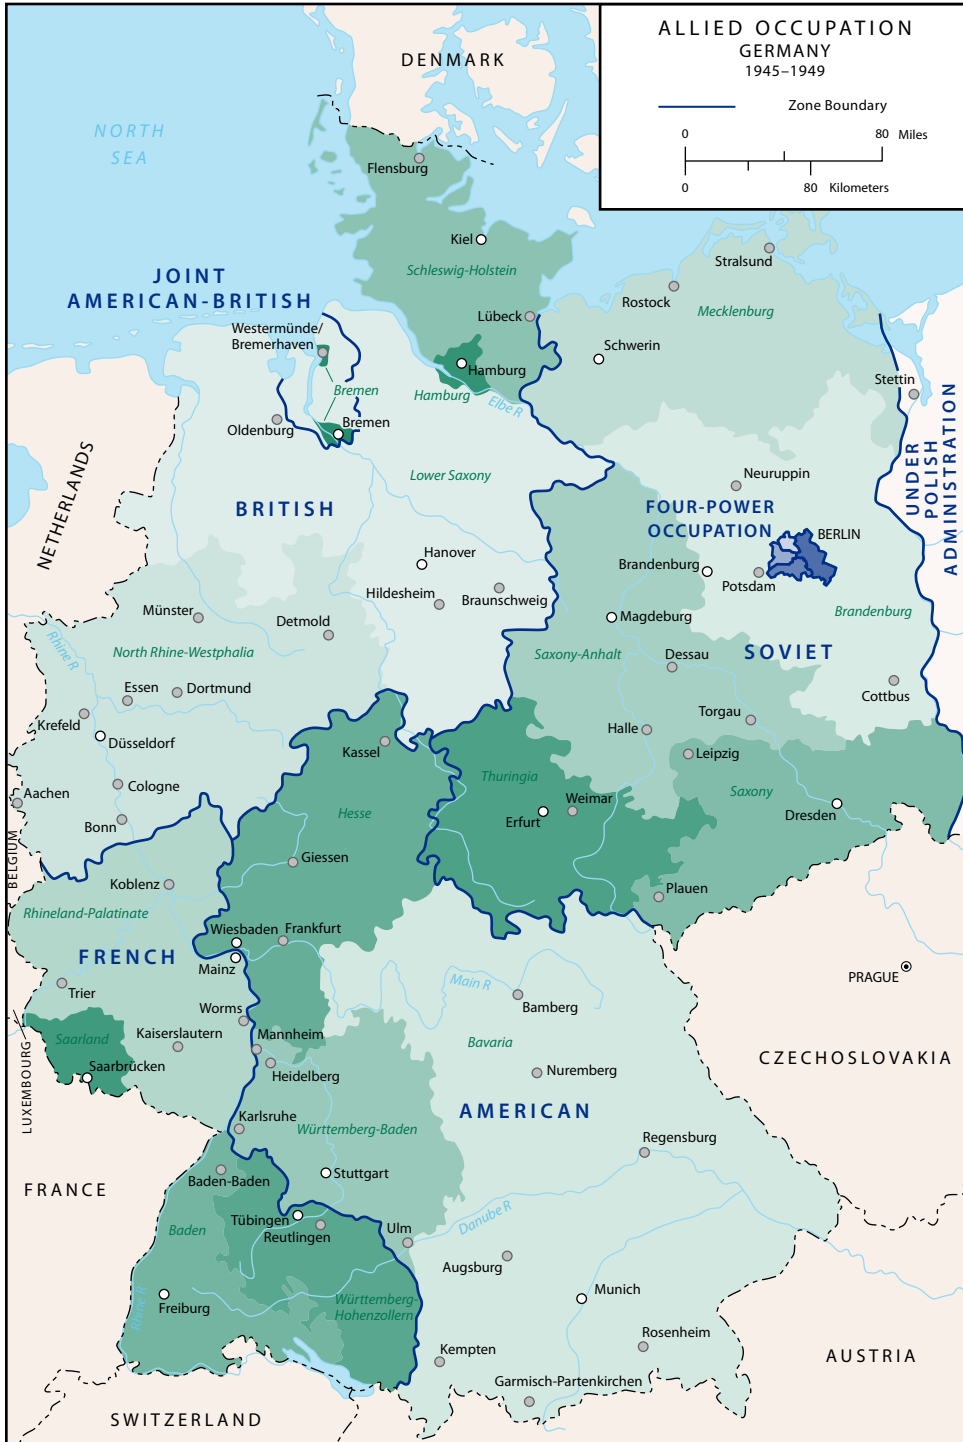 ALLIED OCCUPATION
GERMANY
1945–1949
Zone Boundary
0
80 Miles
0
80 Kilometers
DENMARK
NORTH
SEA
Flensburg
Kiel
Schleswig-Holstein
Stralsund
Rostock
Mecklenburg
JOINT
AMERICAN-BRITISH
Lübeck
Westermünde/
Bremerhaven
Schwerin
Hamburg
Stettin
Bremen
Hamburg
Elbe R
Oldenburg
Bremen
NETHERLANDS
Lower Saxony
Neuruppin
UNDER
POLISH
ADMINISTRATION
BRITISH
FOUR-POWER
OCCUPATION
BERLIN
Hanover
Brandenburg
Potsdam
Hildesheim
Braunschweig
Münster
Detmold
Magdeburg
Brandenburg
Rhine R
North Rhine-Westphalia
Saxony-Anhalt
Dessau
SOVIET
Essen
Dortmund
Cottbus
Krefeld
Düsseldorf
Kassel
Halle
Torgau
Leipzig
Aachen
Cologne
Thuringia
Saxony
Hesse
Weimar
Erfurt
Dresden
Bonn
BELGIUM
Giessen
Koblenz
Plauen
Rhineland-Palatinate
Wiesbaden
Frankfurt
FRENCH
Mainz
Main R
PRAGUE
Trier
Bamberg
Worms
Saarland
Kaiserslautern
Mannheim
Bavaria
LUXEMBOURG
Saarbrücken
Heidelberg
Nuremberg
CZECHOSLOVAKIA
AMERICAN
Karlsruhe
Württemberg-Baden
Regensburg
FRANCE
Baden-Baden
Stuttgart
Tübingen
Danube R
Baden
Reutlingen
Ulm
Augsburg
Rhine R
Freiburg
Württemberg-
Hohenzollern
Munich
Rosenheim
Kempten
AUSTRIA
Garmisch-Partenkirchen
SWITZERLAND